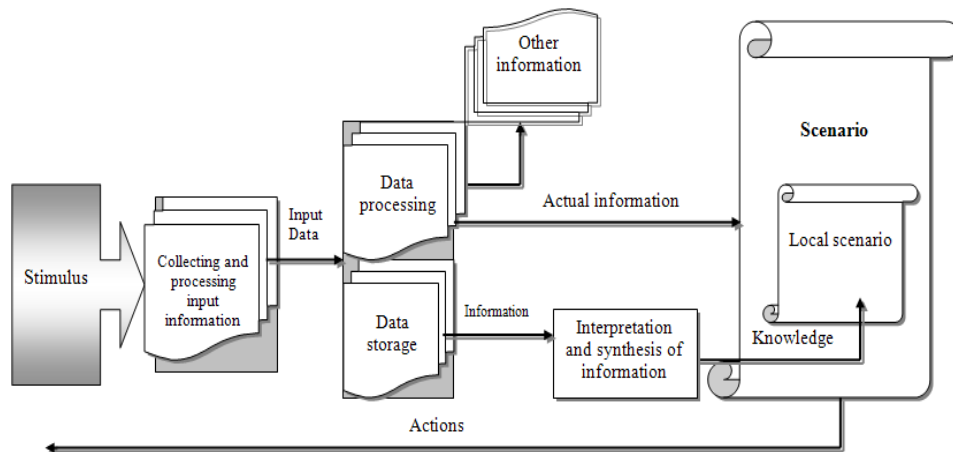 Other
information
Scenario
Data
processing
Actual information
Input
Data
Local scenario
Stimulus
Collecting and
processing
input
information
Information
Data
storage
Interpretation
and synthesis of
information
Knowledge
Actions